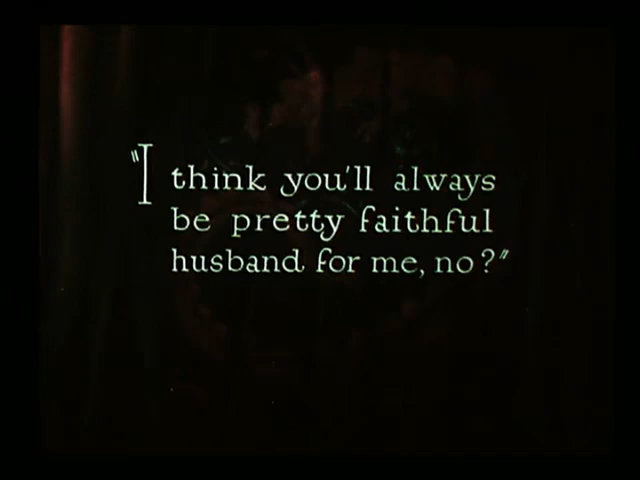 "I think you'll always
be pretty faithful
husband for me, no?"